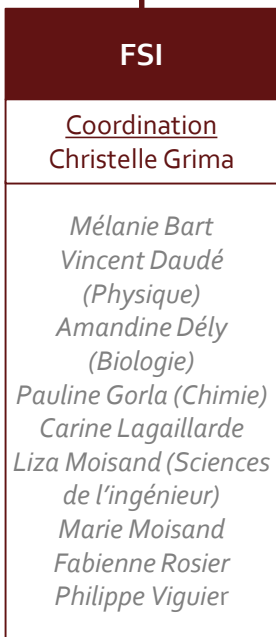 FSI
Coordination
Christelle Grima
Mélanie Bart
Vincent Daudé
(Physique)
Amandine Dély
(Biologie)
Pauline Gorla (Chimie)
Carine Lagaillarde
Liza Moisand (Sciences
de l'ingénieur)
Marie Moisand
Fabienne Rosier
Philippe Viguier